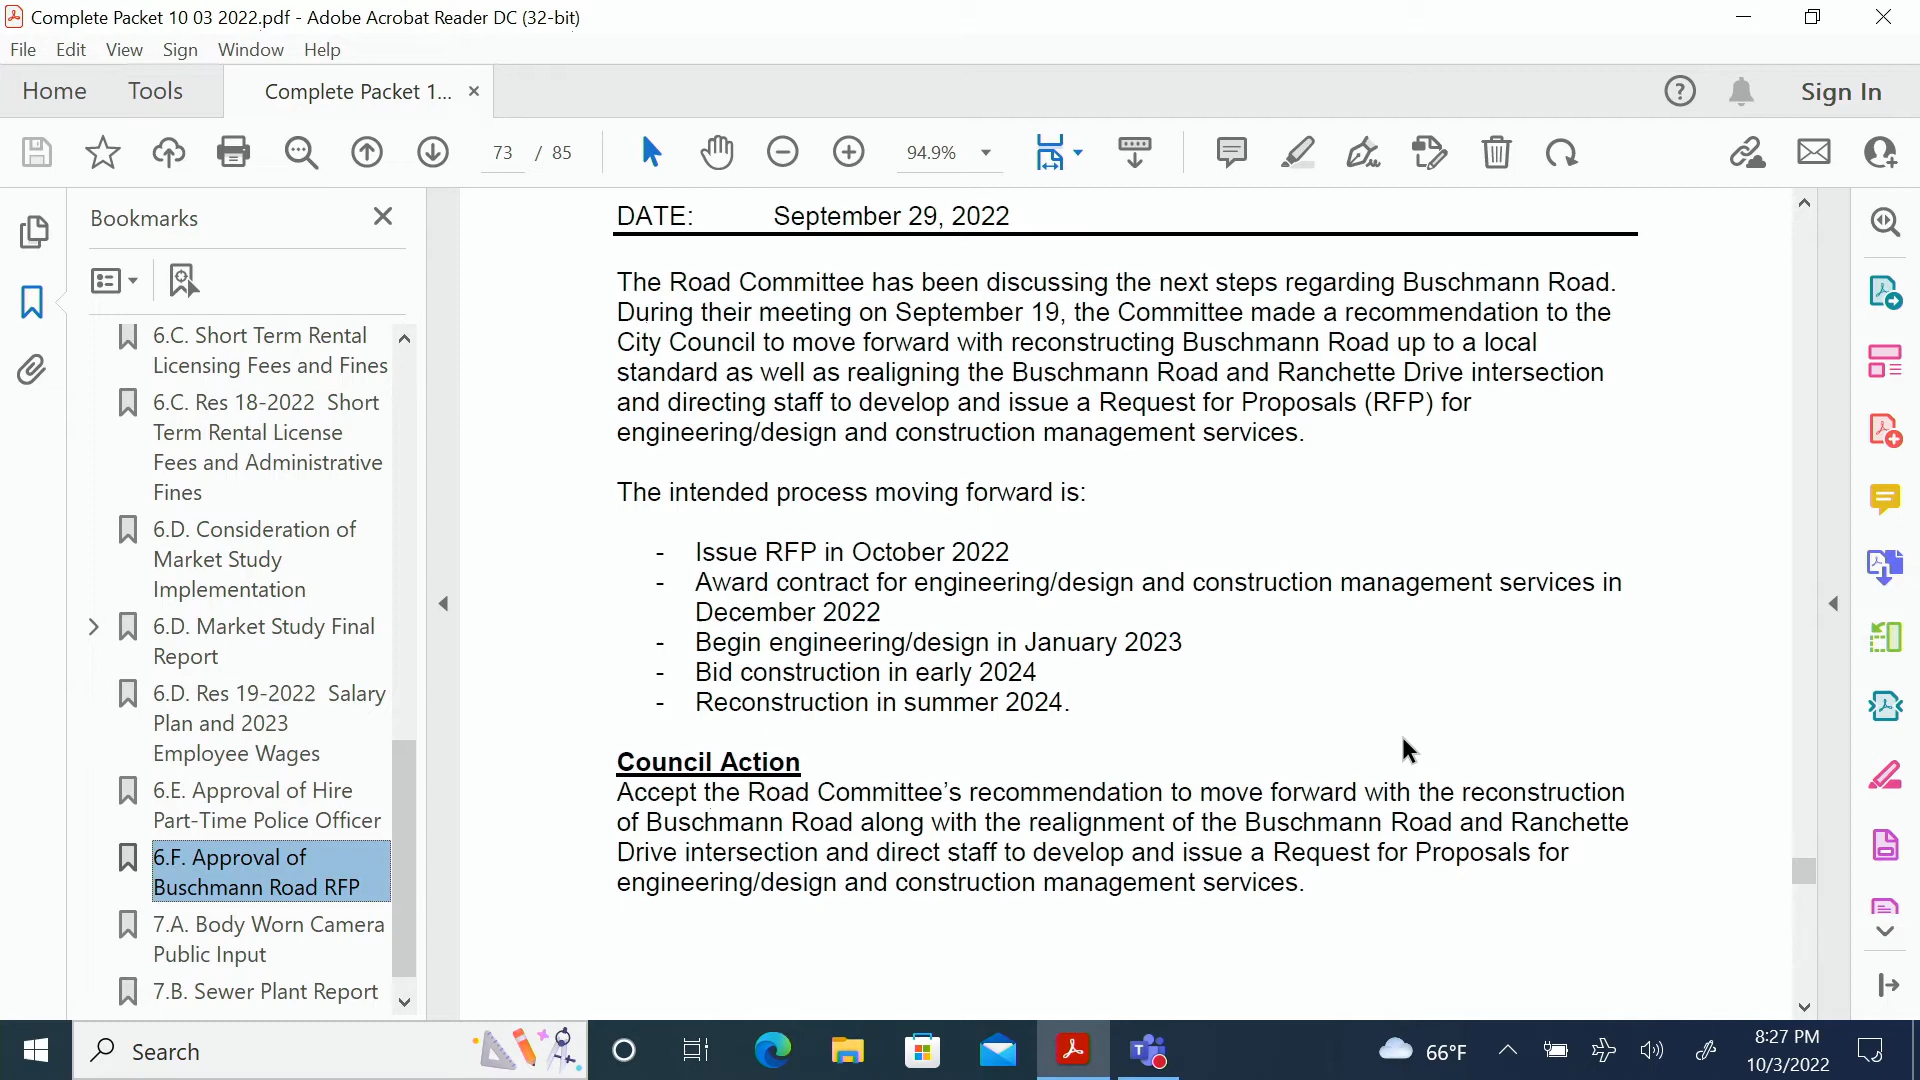 Complete Packet 10 03 2022.pdf - Adobe Acrobat Reader DC (32-bit)
File Edit View Sign Window Help
Home Tools Complete Packet 1... × Sign In
73 / 85 94.9%
Bookmarks
6.C. Short Term Rental
Licensing Fees and Fines
6.C. Res 18-2022 Short
Term Rental License
Fees and Administrative
Fines
6.D. Consideration of
Market Study
Implementation
6.D. Market Study Final
Report
6.D. Res 19-2022 Salary
Plan and 2023
Employee Wages
6.E. Approval of Hire
Part-Time Police Officer
6.F. Approval of
Buschmann Road RFP
7.A. Body Worn Camera
Public Input
7.B. Sewer Plant Report
DATE: September 29, 2022
The Road Committee has been discussing the next steps regarding Buschmann Road.
During their meeting on September 19, the Committee made a recommendation to the
City Council to move forward with reconstructing Buschmann Road up to a local
standard as well as realigning the Buschmann Road and Ranchette Drive intersection
and directing staff to develop and issue a Request for Proposals (RFP) for
engineering/design and construction management services.
The intended process moving forward is:
- Issue RFP in October 2022
- Award contract for engineering/design and construction management services in
December 2022
- Begin engineering/design in January 2023
- Bid construction in early 2024
- Reconstruction in summer 2024.
Council Action
Accept the Road Committee’s recommendation to move forward with the reconstruction
of Buschmann Road along with the realignment of the Buschmann Road and Ranchette
Drive intersection and direct staff to develop and issue a Request for Proposals for
engineering/design and construction management services.
Search
66°F
8:27 PM
10/3/2022